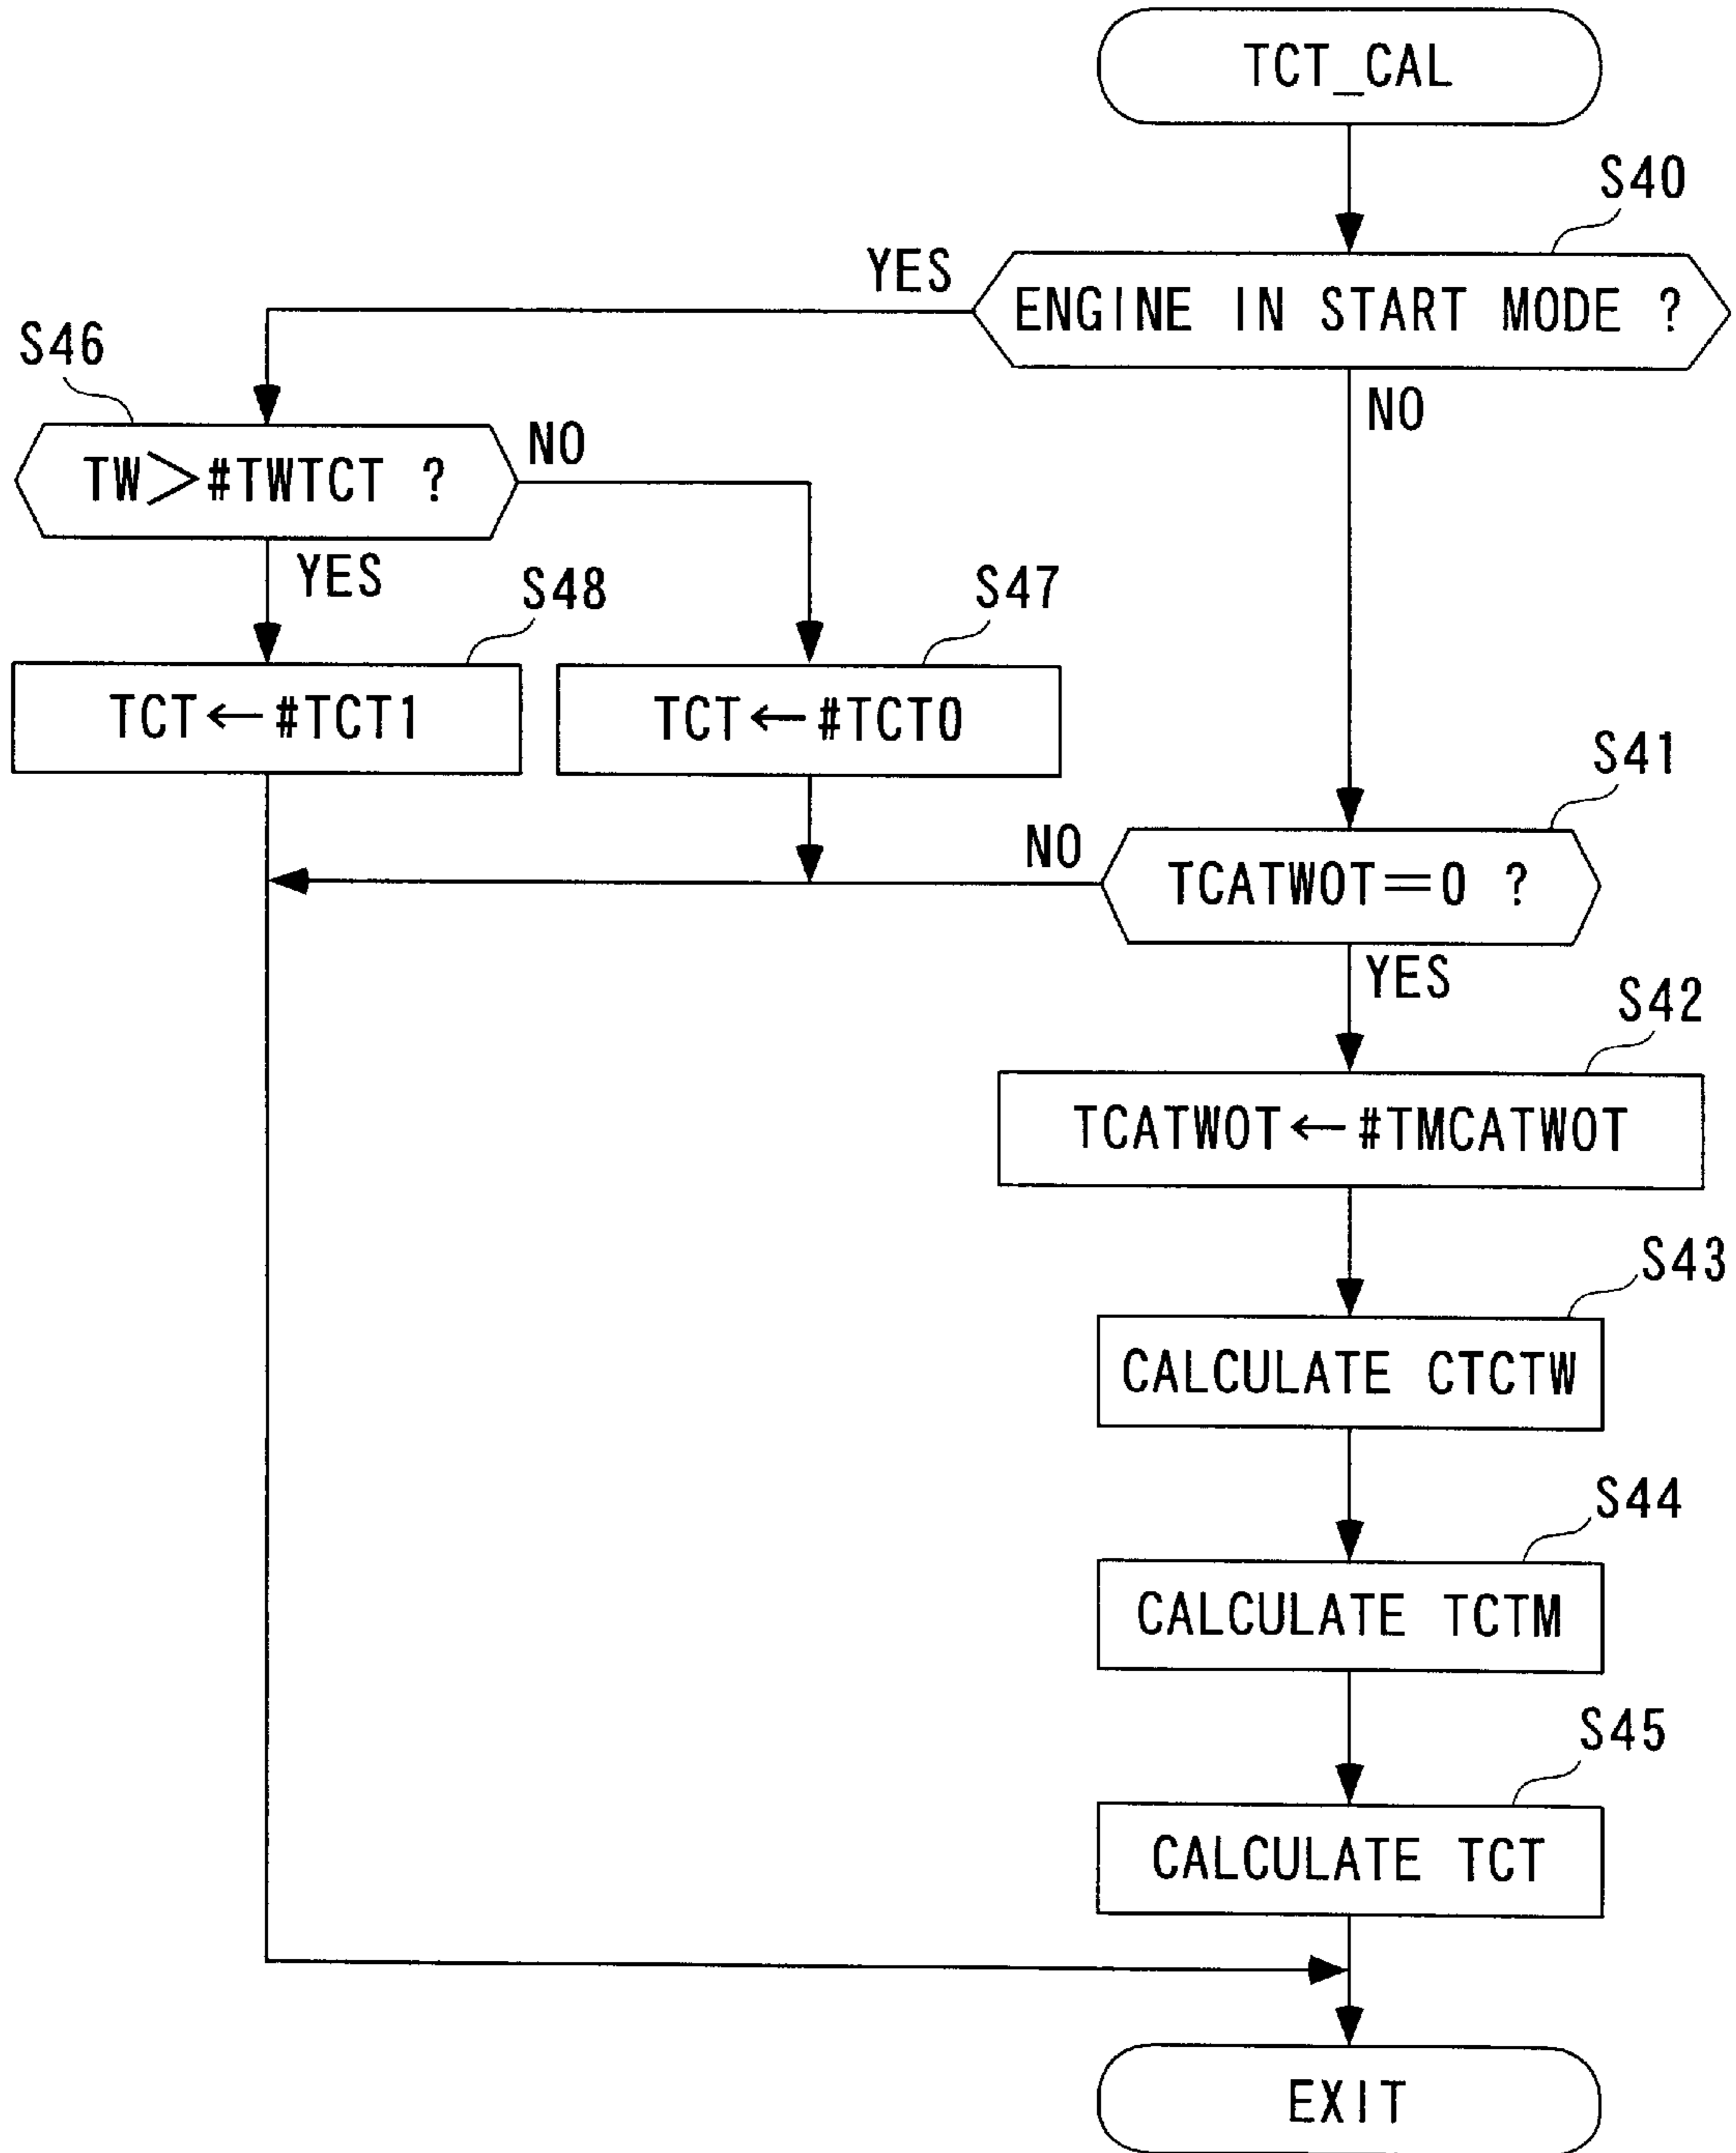 TCT_CAL
S40
YES
ENGINE IN START MODE ?
S46
NO
NO
TW>#TWTCT ?
YES
S48
S47
TCT←#TCT1
TCT←#TCT0
S41
NO
TCATWOT=0 ?
YES
S42
TCATWOT←#TMCATWOT
S43
CALCULATE CTCTW
S44
CALCULATE TCTM
S45
CALCULATE TCT
EXIT